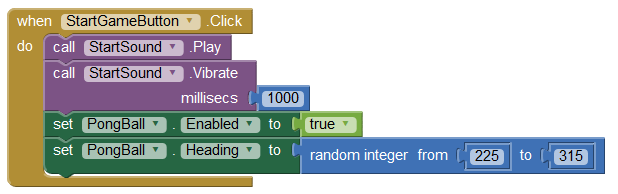 when StartGameButton .Click
do call StartSound .Play
call StartSound .Vibrate
millisecs 1000
set PongBall . Enabled to true
set PongBall . Heading to random integer from 225 to 315